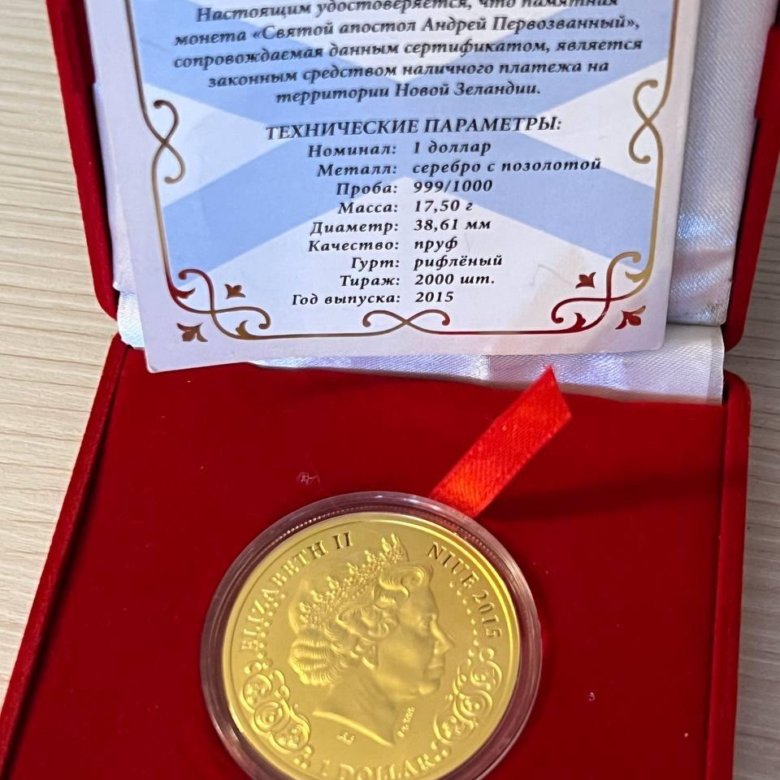 Настоящим удостоверяется, что памятная
монета «Святой апостол Андрей Первозванный»,
сопровождаемая данным сертификатом, является
законным средством наличного платежа на
территории Новой Зеландии.
ТЕХНИЧЕСКИЕ ПАРАМЕТРЫ:
Номинал: 1 доллар
Металл: серебро с позолотой
Проба: 999/1000
Масса: 17,50 г
Диаметр: 38,61 мм
Качество: пруф
Гурт: рифлёный
Тираж: 2000 шт.
Год выпуска: 2015
ELIZABETH II
NIUE 2015
1 DOLLAR